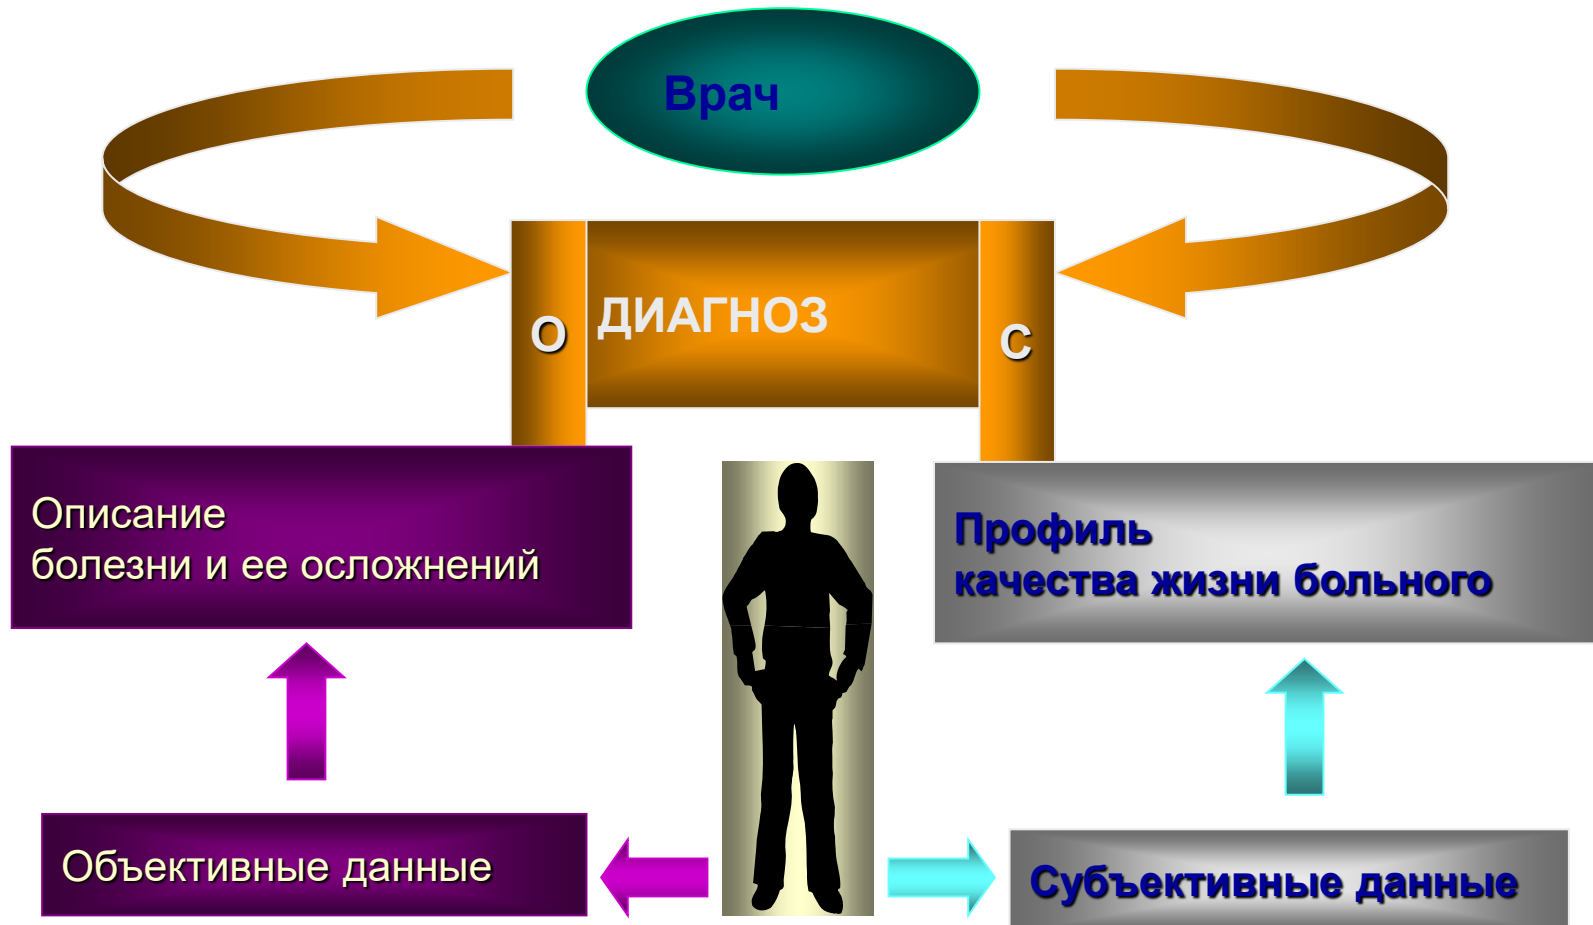 Врач
О
ДИАГНОЗ
С
Описание
болезни и ее осложнений
Профиль
качества жизни больного
Объективные данные
Субъективные данные